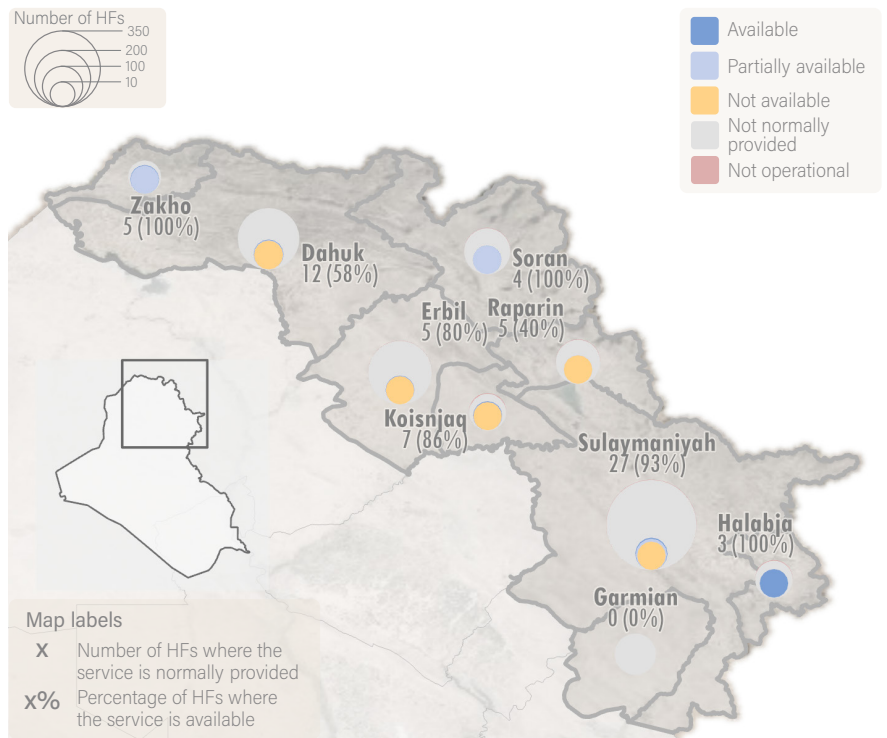 Number of HFs
350
200
100
10
Available
Partially available
Not available
Not normally
provided
Not operational
Zakho
5 (100%)
Dahuk
12 (58%)
Soran
4 (100%)
Erbil
5 (80%)
Raparin
5 (40%)
Koisnjaq
7 (86%)
Sulaymaniyah
27 (93%)
Halabja
3 (100%)
Garmian
0 (0%)
Map labels
X Number of HFs where the
service is normally provided
x% Percentage of HFs where
the service is available